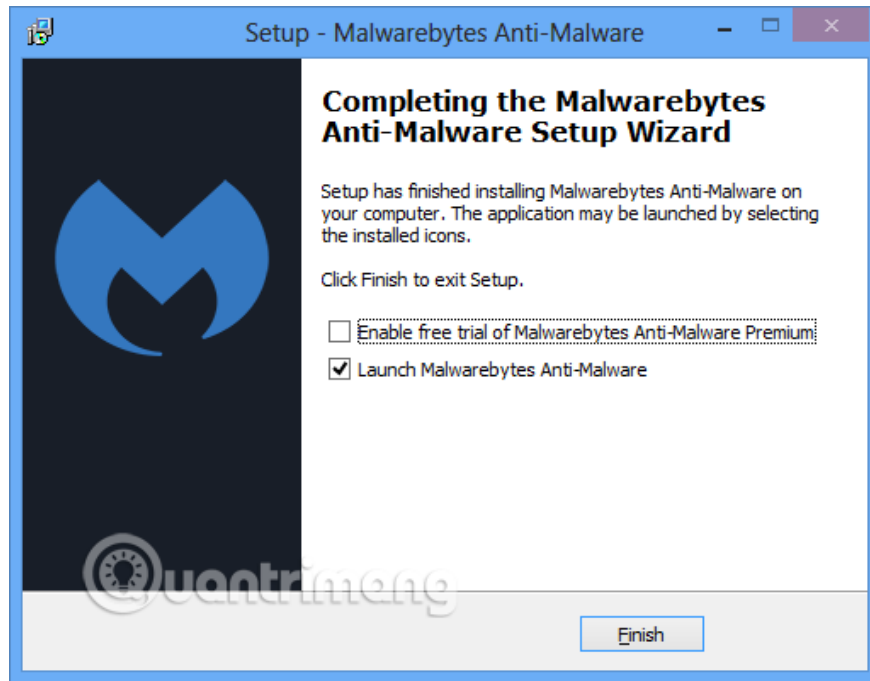 Setup - Malwarebytes Anti-Malware
Completing the Malwarebytes
Anti-Malware Setup Wizard
Setup has finished installing Malwarebytes Anti-Malware on
your computer. The application may be launched by selecting
the installed icons.
Click Finish to exit Setup.
Enable free trial of Malwarebytes Anti-Malware Premium
Launch Malwarebytes Anti-Malware
Quantrimang
Finish